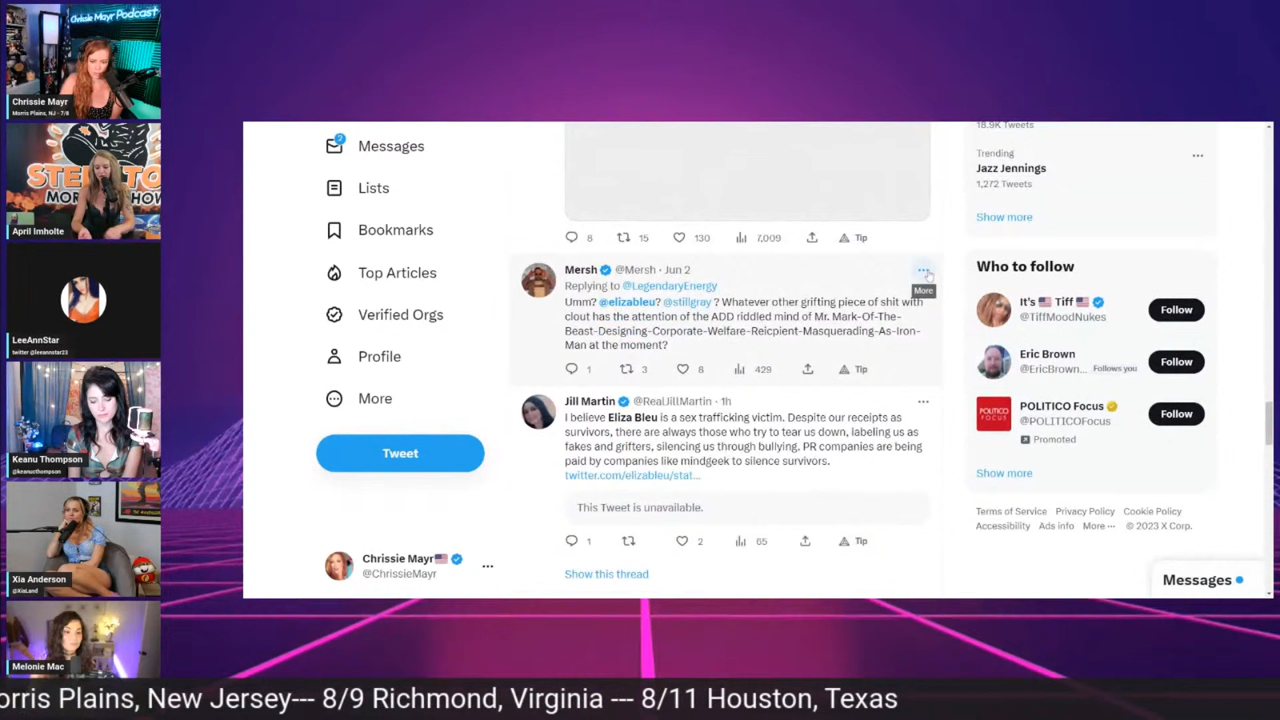 Chrissie Mayr Podcast
Chrissie Mayr
Morris Plains, NJ - 7/8
April Imholte
LeeAnnStar
twitter @leeannstar23
Keanu Thompson
@keanucthompson
Xia Anderson
@XiaLand
Melonie Mac
2
Messages
Lists
Bookmarks
Top Articles
Verified Orgs
Profile
More
Tweet
Chrissie Mayr
@ChrissieMayr
8 15 130 7,009 Tip
Mersh @Mersh · Jun 2
More
Replying to @LegendaryEnergy
Umm? @elizableu? @stillgray ? Whatever other grifting piece of shit with
clout has the attention of the ADD riddled mind of Mr. Mark-Of-The-
Beast-Designing-Corporate-Welfare-Reicpient-Masquerading-As-Iron-
Man at the moment?
1 3 8 429 Tip
Jill Martin @RealJillMartin · 1h
I believe Eliza Bleu is a sex trafficking victim. Despite our receipts as
survivors, there are always those who try to tear us down, labeling us as
fakes and grifters, silencing us through bullying. PR companies are being
paid by companies like mindgeek to silence survivors.
twitter.com/elizableu/stat...
This Tweet is unavailable.
1 2 65 Tip
Show this thread
18.9K Tweets
Trending
Jazz Jennings
1,272 Tweets
Show more
Who to follow
It's Tiff
@TiffMoodNukes
Follow
Eric Brown
@EricBrown... Follows you
Follow
POLITICO FOCUS
POLITICO Focus
@POLITICOFocus
Promoted
Follow
Show more
Terms of Service Privacy Policy Cookie Policy
Accessibility Ads info More ··· © 2023 X Corp.
Messages
orris Plains, New Jersey--- 8/9 Richmond, Virginia --- 8/11 Houston, Texas